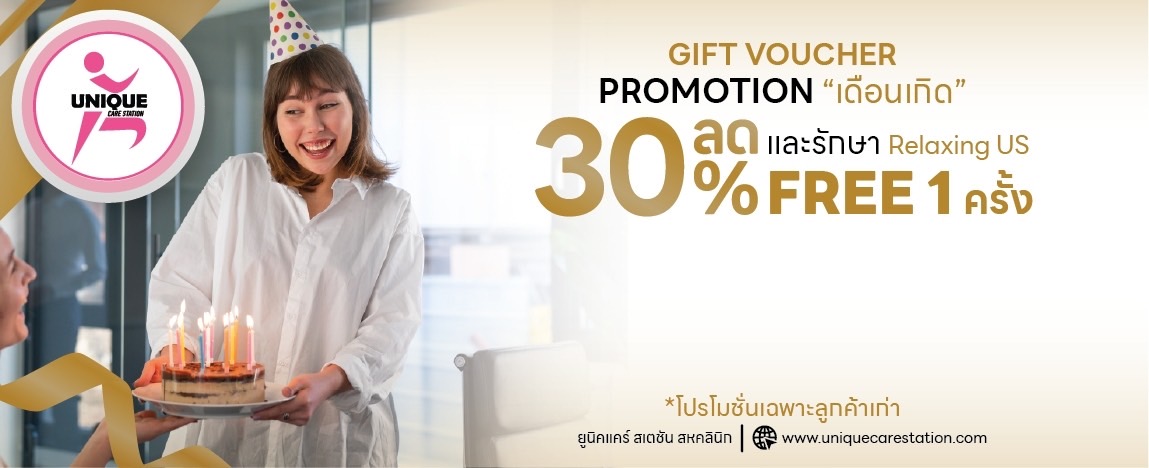 UNIQUE
CARE STATION
GIFT VOUCHER
PROMOTION “เดือนเกิด”
30% ลด และรักษา Relaxing US
FREE 1 ครั้ง
*โปรโมชั่นเฉพาะลูกค้าเก่า
ยูนิคแคร์ สเตชัน สหคลินิก | www.uniquecarestation.com